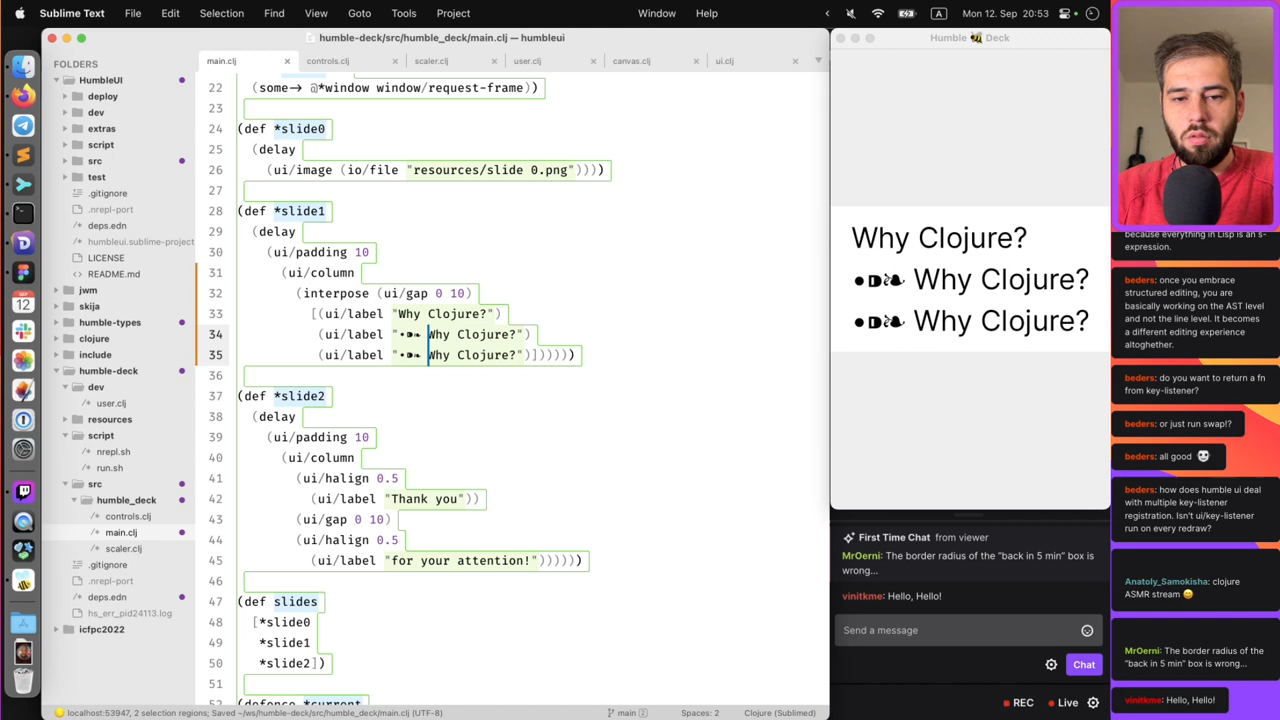 Sublime Text File Edit Selection Find View Goto Tools Project Window Help Mon 12. Sep 20:53
humble-deck/src/humble_deck/main.clj — humbleui
Humble 🐝 Deck
main.clj controls.clj scaler.clj user.clj canvas.clj ui.clj
FOLDERS
HumbleUI
deploy
dev
extras
script
src
test
.gitignore
.nrepl-port
deps.edn
humbleui.sublime-project
LICENSE
README.md
jwm
skija
humble-types
clojure
include
humble-deck
dev
user.clj
resources
script
nrepl.sh
run.sh
src
humble_deck
controls.clj
main.clj
scaler.clj
.gitignore
.nrepl-port
deps.edn
hs_err_pid24113.log
icfpc2022
SEP
12
22 (some-> @*window window/request-frame))
23
24 (def *slide0
25 (delay
26 (ui/image (io/file "resources/slide 0.png"))))
27
28 (def *slide1
29 (delay
30 (ui/padding 10
31 (ui/column
32 (interpose (ui/gap 0 10)
33 [(ui/label "Why Clojure?")
34 (ui/label "•🅳❧ Why Clojure?")
35 (ui/label "•🅳❧ Why Clojure?")])))))
36
37 (def *slide2
38 (delay
39 (ui/padding 10
40 (ui/column
41 (ui/halign 0.5
42 (ui/label "Thank you"))
43 (ui/gap 0 10)
44 (ui/halign 0.5
45 (ui/label "for your attention!"))))))
46
47 (def slides
48 [*slide0
49 *slide1
50 *slide2])
51
52 (defonce *current
localhost:53947, 2 selection regions; Saved ~/ws/humble-deck/src/humble_deck/main.clj (UTF-8) main 2 Spaces: 2 Clojure (Sublimed)
Why Clojure?
•🅳❧ Why Clojure?
•🅳❧ Why Clojure?
First Time Chat from viewer
MrOerni: The border radius of the "back in 5 min" box is
wrong...
vinitkme: Hello, Hello!
Send a message
Chat
REC Live
because everything in Lisp is an s-
expression.
beders: once you embrace
structured editing, you are
basically working on the AST level
and not the line level. It becomes
a different editing experience
altoghether.
beders: do you want to return a fn
from key-listener?
beders: or just run swap!?
beders: all good
beders: how does humble ui deal
with multiple key-listener
registration. Isn't ui/key-listener
run on every redraw?
Anatoly_Samokisha: clojure
ASMR stream 😄
MrOerni: The border radius of the
"back in 5 min" box is wrong...
vinitkme: Hello, Hello!